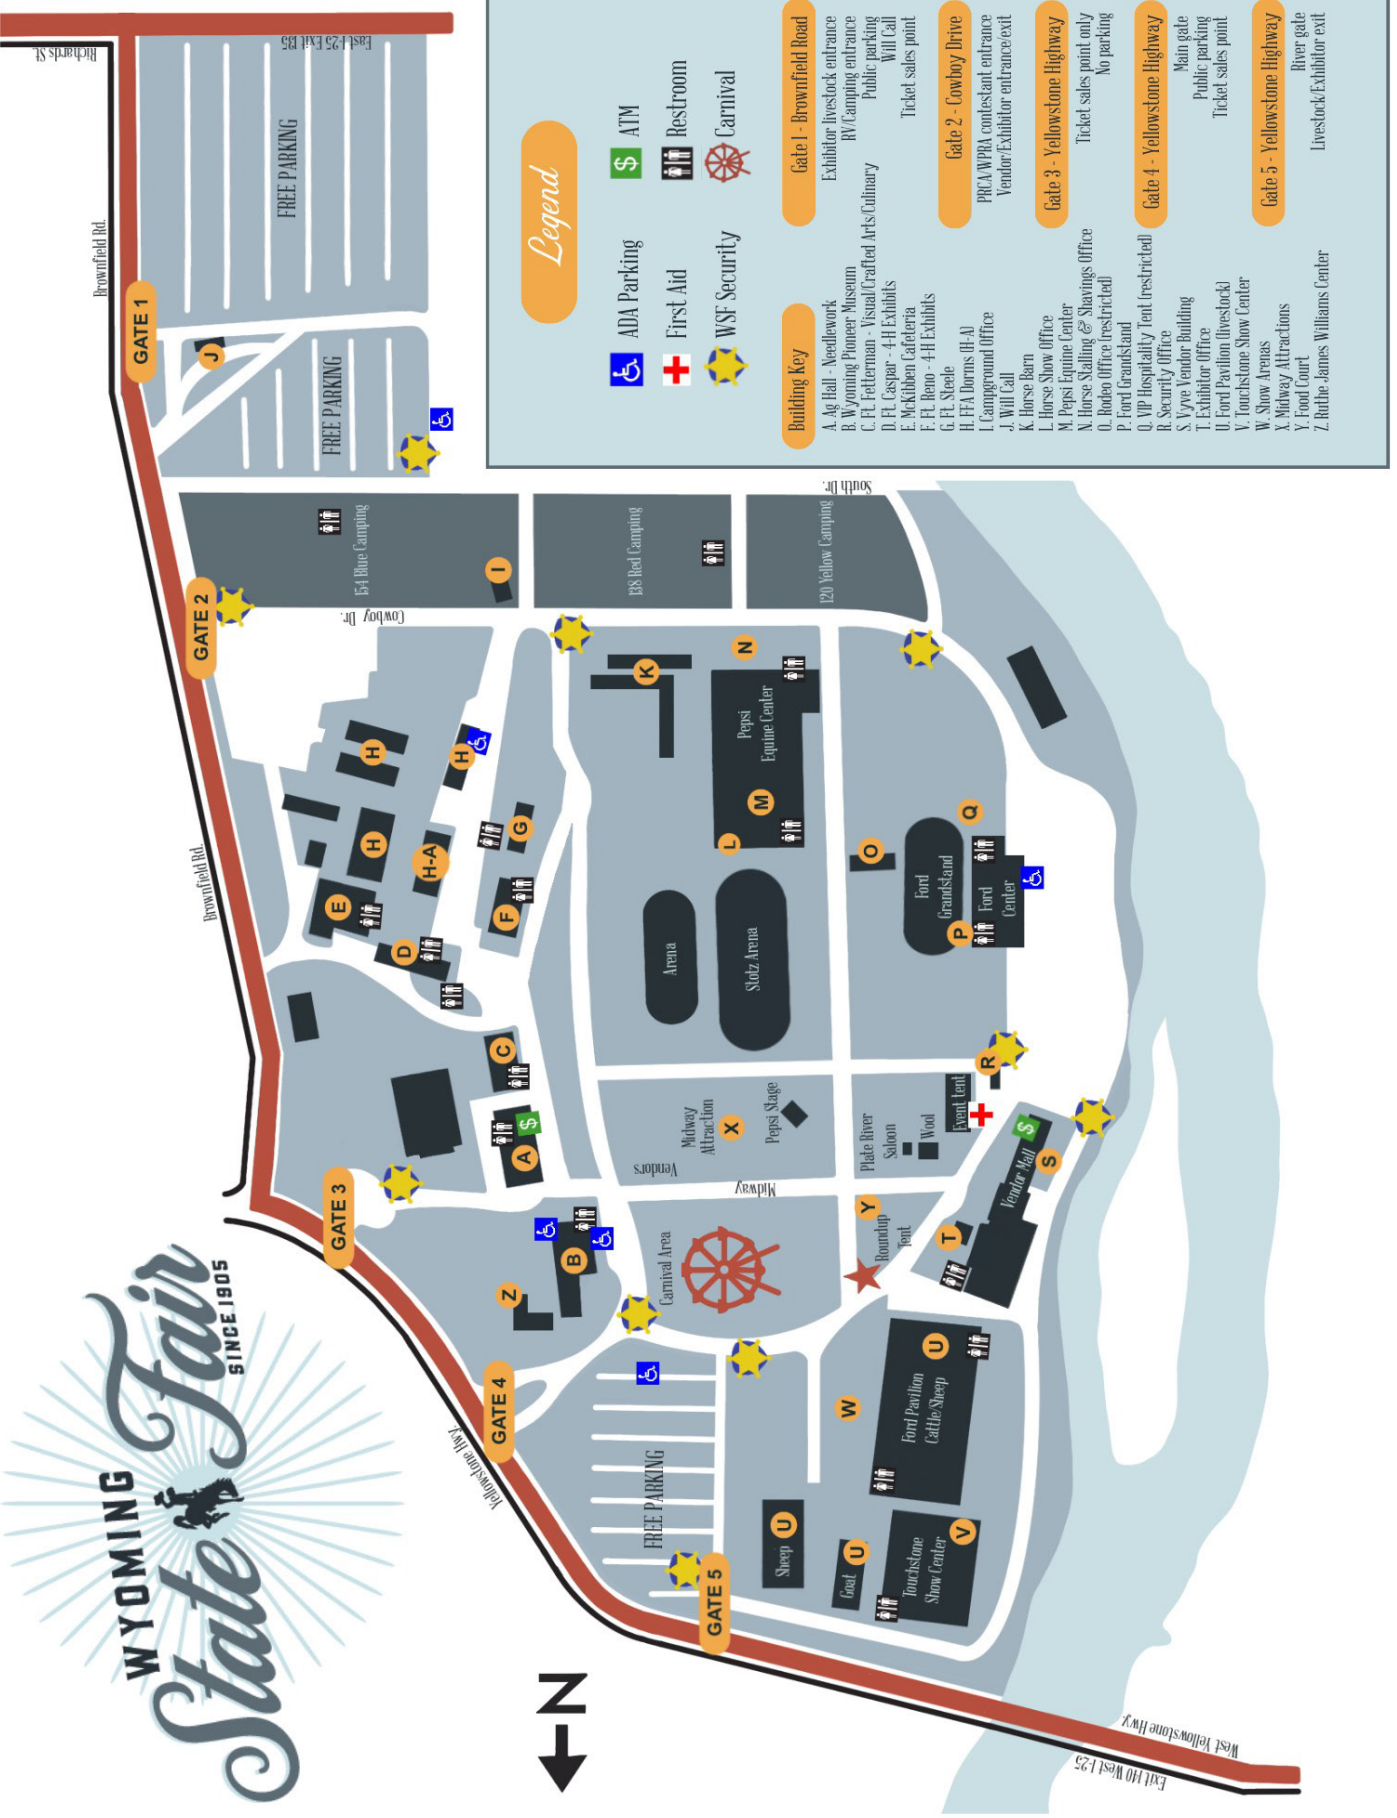 WYOMING
State Fair
SINCE 1905
Legend
ADA Parking
ATM
First Aid
Restroom
WSF Security
Carnival
Building Key
A. Ag Hall - Needlework
B. Wyoming Pioneer Museum
C. Ft. Fetterman - Visual/Crafted Arts/Culinary
D. Ft. Caspar - 4-H Exhibits
E. McKibben Cafeteria
F. Ft. Reno - 4-H Exhibits
G. Ft. Steele
H. FFA Dorms (H-A)
I. Campground Office
J. Will Call
K. Horse Barn
L. Horse Show Office
M. Pepsi Equine Center
N. Horse Stalling & Shavings Office
O. Rodeo Office (restricted)
P. Ford Grandstand
Q. VIP Hospitality Tent (restricted)
R. Security Office
S. Vyve Vendor Building
T. Exhibitor Office
U. Ford Pavilion (livestock)
V. Touchstone Show Center
W. Show Arenas
X. Midway Attractions
Y. Food Court
Z. Ruthe James Williams Center
Gate 1 - Brownfield Road
Exhibitor livestock entrance
RV/Camping entrance
Public parking
Will Call
Ticket sales point
Gate 2 - Cowboy Drive
PRCA/WPRA contestant entrance
Vendor/Exhibitor entrance/exit
Gate 3 - Yellowstone Highway
Ticket sales point only
No parking
Gate 4 - Yellowstone Highway
Main gate
Public parking
Ticket sales point
Gate 5 - Yellowstone Highway
River gate
Livestock/Exhibitor exit
Richards St.
East I-25 Exit 135
Brownfield Rd.
FREE PARKING
GATE 1
J
FREE PARKING
GATE 2
154 Blue Camping
I
138 Red Camping
120 Yellow Camping
South Dr.
Cowboy Dr.
Brownfield Rd.
H
H
H
H-A
E
D
G
F
C
A
$
K
N
Pepsi
Equine Center
M
L
Arena
Stotz Arena
O
Q
Ford
Grandstand
Ford
Center
P
R
Event tent
Plate River
Saloon
Wool
Midway
Attraction
X
Pepsi Stage
Vendors
Midway
GATE 3
B
Z
Carnival Area
Y
Roundup
Tent
T
Vendor Mall
S
$
GATE 4
Yellowstone Hwy.
FREE PARKING
W
Ford Pavilion
Cattle/Sheep
U
Sheep
U
Goat
U
Touchstone
Show Center
V
GATE 5
N
West Yellowstone Hwy.
Exit 140 West I-25